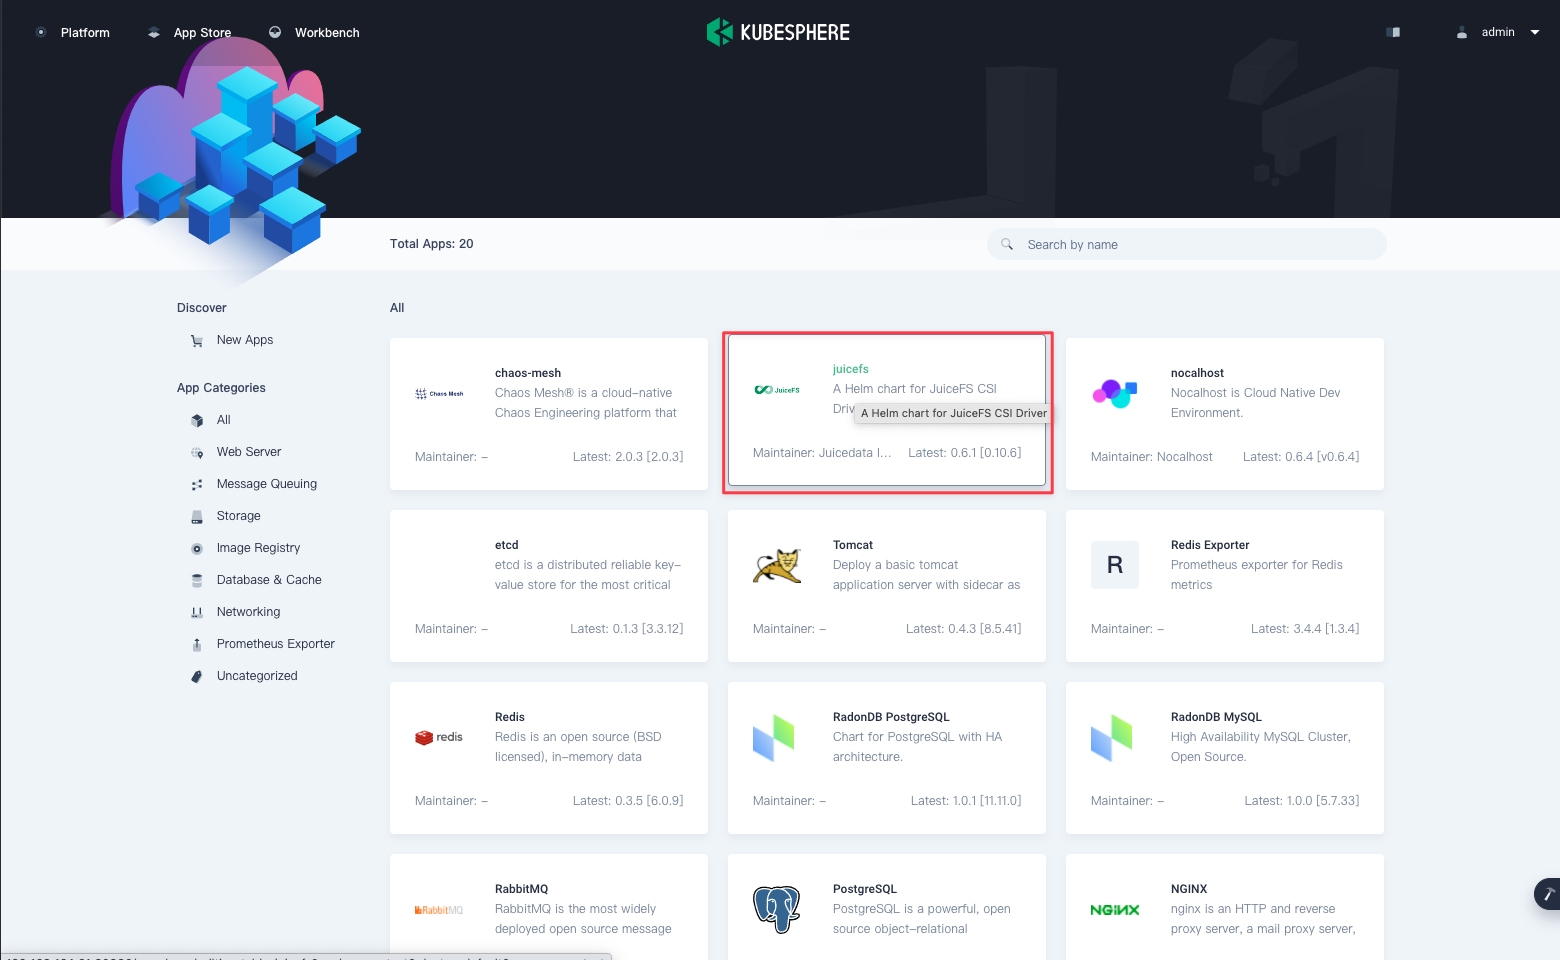 Platform
App Store
Workbench
KUBESPHERE
admin
Total Apps: 20
Search by name
Discover
New Apps
App Categories
All
Web Server
Message Queuing
Storage
Image Registry
Database & Cache
Networking
Prometheus Exporter
Uncategorized
All
Chaos Mesh
chaos-mesh
Chaos Mesh® is a cloud-native
Chaos Engineering platform that
Maintainer: -
Latest: 2.0.3 [2.0.3]
JuiceFS
juicefs
A Helm chart for JuiceFS CSI
A Helm chart for JuiceFS CSI Driver
Maintainer: Juicedata I...
Latest: 0.6.1 [0.10.6]
nocalhost
Nocalhost is Cloud Native Dev
Environment.
Maintainer: Nocalhost
Latest: 0.6.4 [v0.6.4]
etcd
etcd is a distributed reliable key-
value store for the most critical
Maintainer: -
Latest: 0.1.3 [3.3.12]
Tomcat
Deploy a basic tomcat
application server with sidecar as
Maintainer: -
Latest: 0.4.3 [8.5.41]
R
Redis Exporter
Prometheus exporter for Redis
metrics
Maintainer: -
Latest: 3.4.4 [1.3.4]
redis
Redis
Redis is an open source (BSD
licensed), in-memory data
Maintainer: -
Latest: 0.3.5 [6.0.9]
RadonDB PostgreSQL
Chart for PostgreSQL with HA
architecture.
Maintainer: -
Latest: 1.0.1 [11.11.0]
RadonDB MySQL
High Availability MySQL Cluster,
Open Source.
Maintainer: -
Latest: 1.0.0 [5.7.33]
RabbitMQ
RabbitMQ
RabbitMQ is the most widely
deployed open source message
PostgreSQL
PostgreSQL is a powerful, open
source object-relational
NGINX
NGINX
nginx is an HTTP and reverse
proxy server, a mail proxy server,